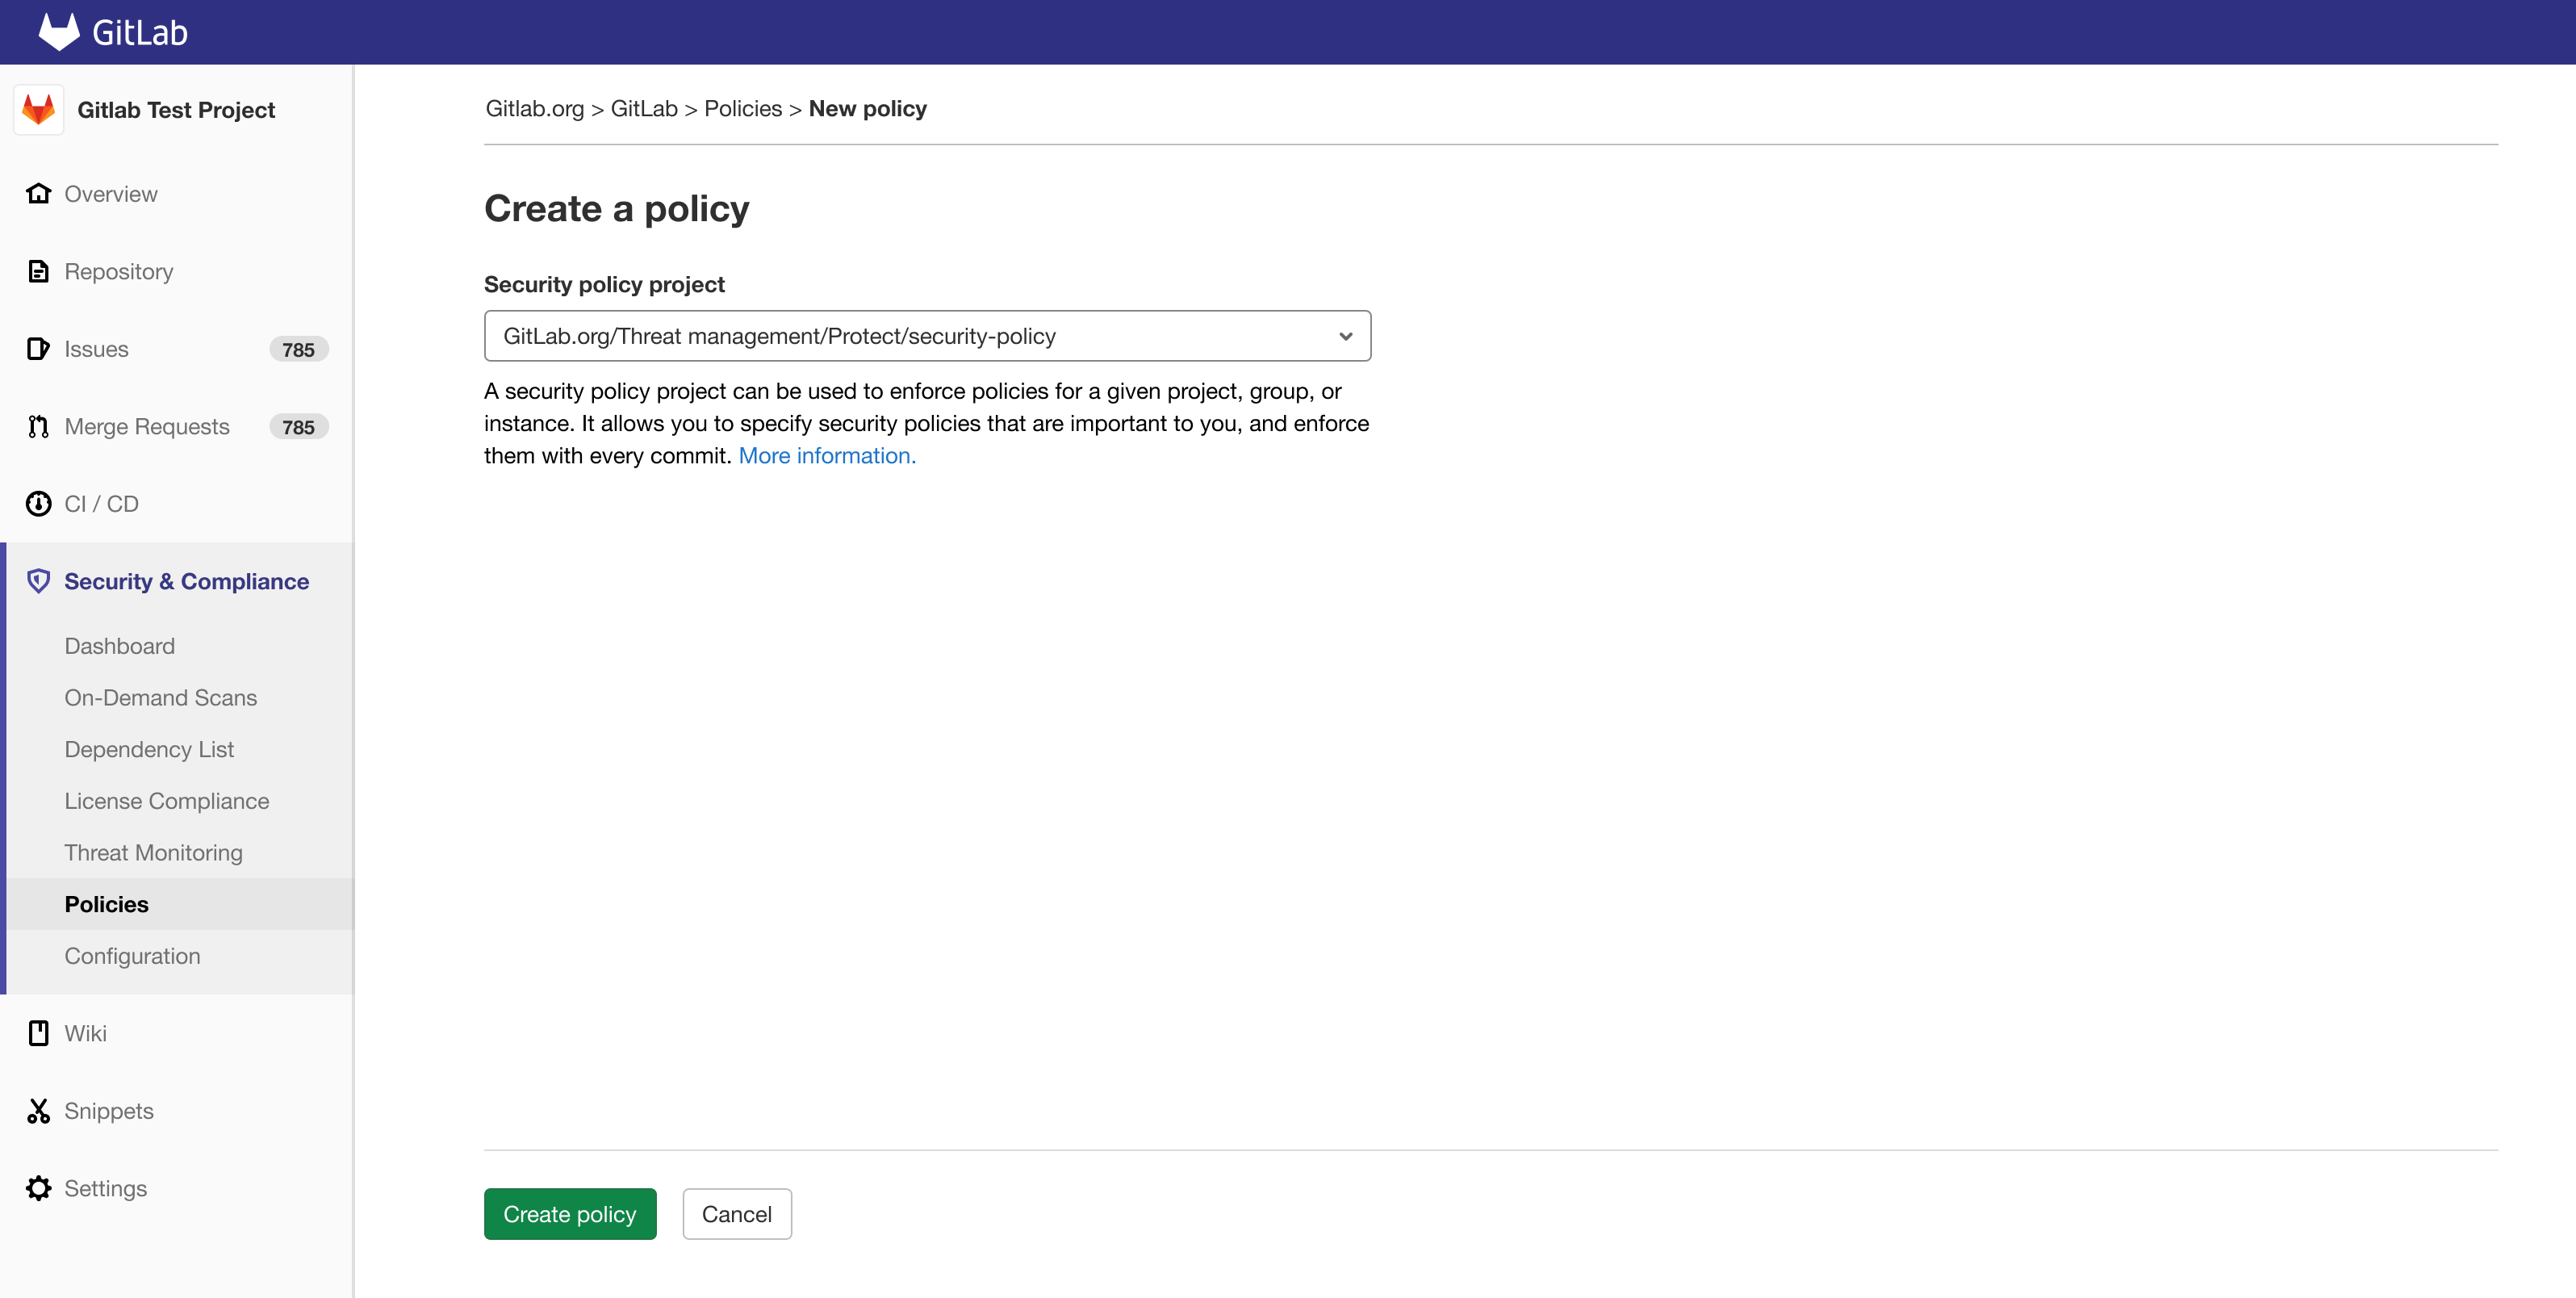 GitLab
Gitlab Test Project
Overview
Repository
Issues 785
Merge Requests 785
CI / CD
Security & Compliance
Dashboard
On-Demand Scans
Dependency List
License Compliance
Threat Monitoring
Policies
Configuration
Wiki
Snippets
Settings
Gitlab.org > GitLab > Policies > New policy
Create a policy
Security policy project
GitLab.org/Threat management/Protect/security-policy
A security policy project can be used to enforce policies for a given project, group, or
instance. It allows you to specify security policies that are important to you, and enforce
them with every commit. More information.
Create policy Cancel